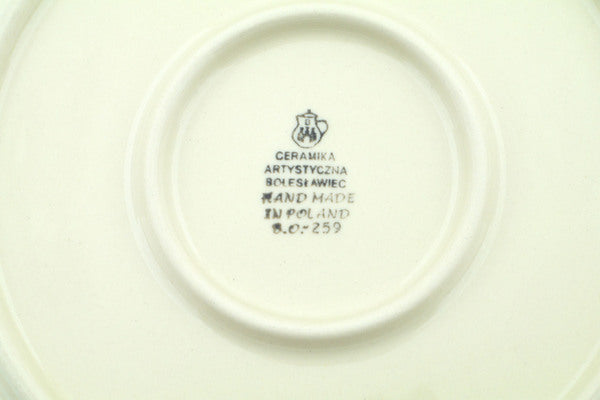 CERAMIKA
ARTYSTYCZNA
BOLESŁAWIEC
HAND MADE
IN POLAND
B.O.-259